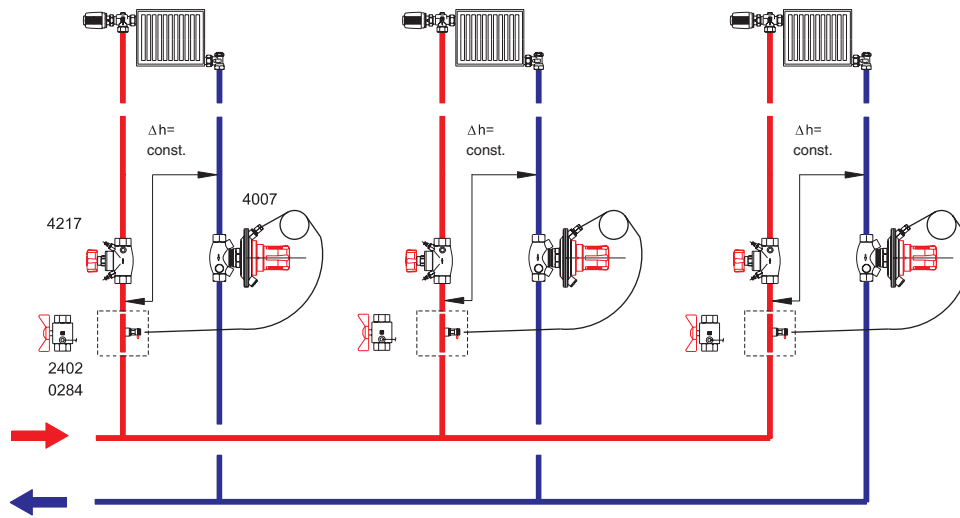 Δh=
const.
Δh=
const.
Δh=
const.
4217
4007
2402
0284